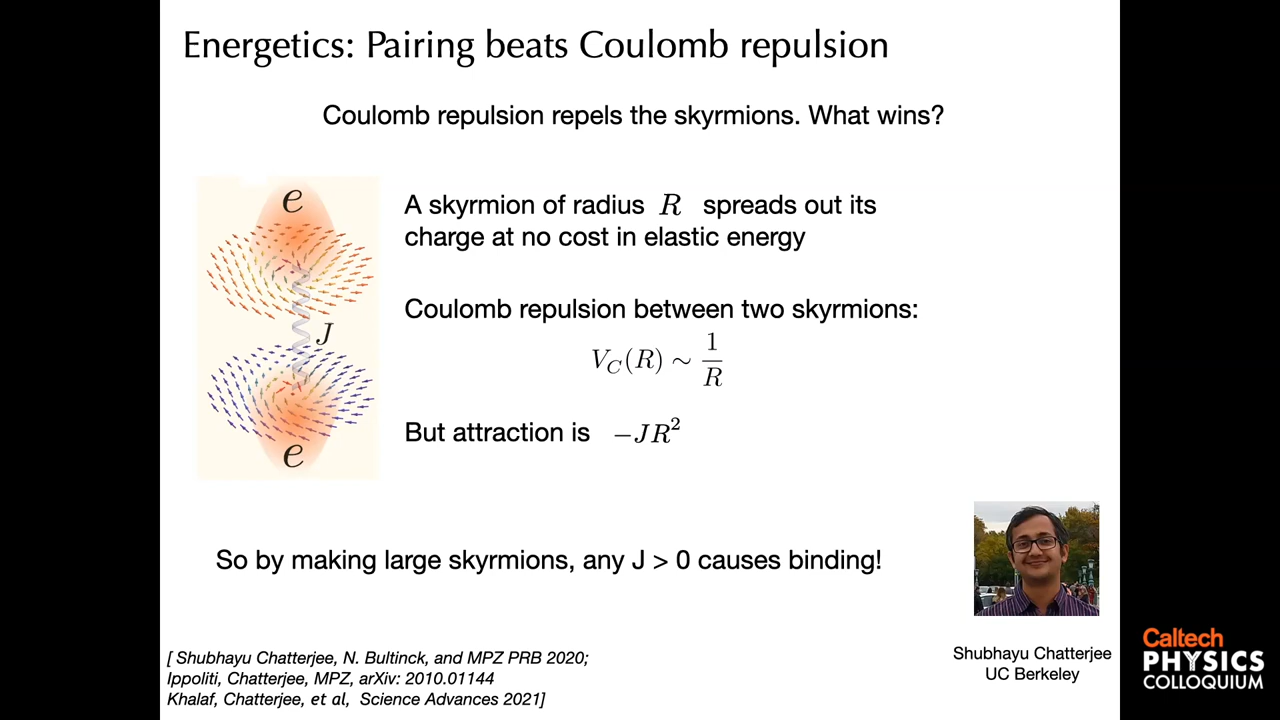 Energetics: Pairing beats Coulomb repulsion
Coulomb repulsion repels the skyrmions. What wins?
e
J
e
A skyrmion of radius R spreads out its
charge at no cost in elastic energy
Coulomb repulsion between two skyrmions:
V_C(R) ∼ 1/R
But attraction is −JR²
So by making large skyrmions, any J > 0 causes binding!
Shubhayu Chatterjee
UC Berkeley
[ Shubhayu Chatterjee, N. Bultinck, and MPZ PRB 2020;
Ippoliti, Chatterjee, MPZ, arXiv: 2010.01144
Khalaf, Chatterjee, et al, Science Advances 2021]
Caltech
PHYSICS
COLLOQUIUM